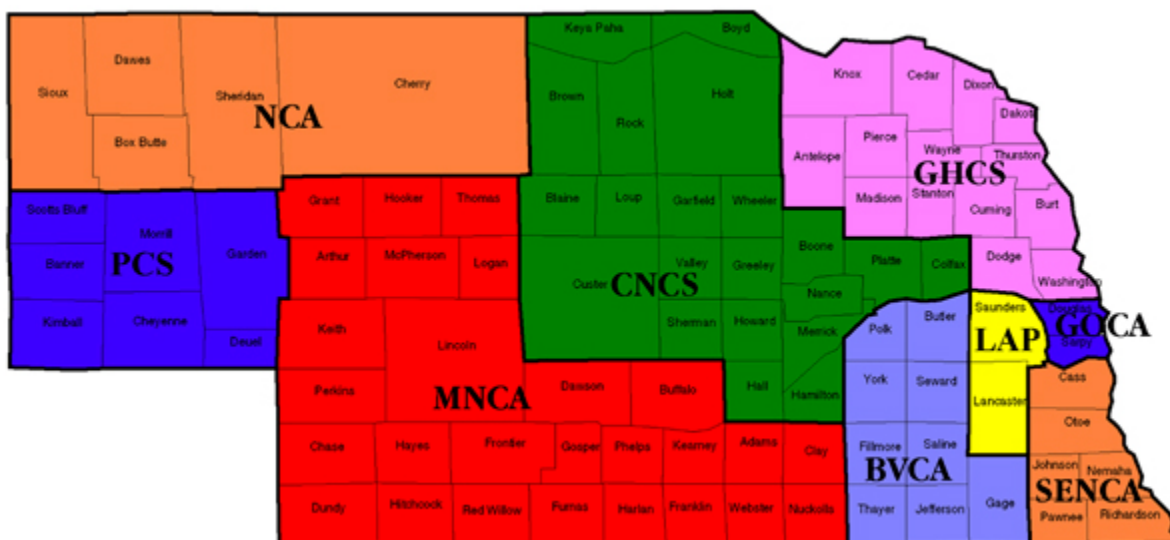 Keya Paha Boyd
Dawes Knox Cedar Dixon
Sioux Sheridan Cherry Brown Holt
NCA
Rock Dakota
Box Butte Pierce
Antelope Wayne Thurston
GHCS
Scotts Bluff Grant Hooker Thomas Blaine Loup Garfield Wheeler Madison Stanton Cuming Burt
Morrill Garden Arthur McPherson Logan Valley Greeley Boone Platte Colfax Dodge
Banner PCS
Custer CNCS Nance Washington
Kimball Cheyenne Keith Sherman Howard Merrick Polk Butler Saunders Douglas
GOCA
Deuel Lincoln LAP Sarpy
Perkins Dawson Buffalo Hall Hamilton York Seward Lancaster Cass
MNCA
Otoe
Chase Hayes Frontier Gosper Phelps Kearney Adams Clay Fillmore Saline
BVCA
Johnson Nemaha
SENCA
Dundy Hitchcock Red Willow Furnas Harlan Franklin Webster Nuckolls Thayer Jefferson Gage Pawnee Richardson